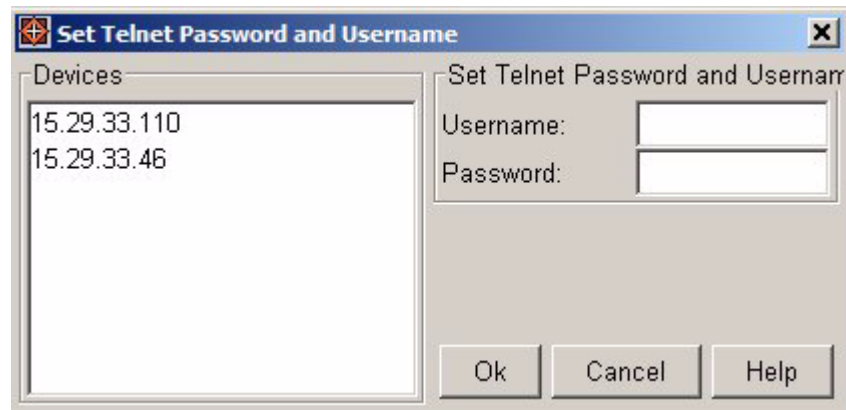 Set Telnet Password and Username
Devices
15.29.33.110
15.29.33.46
Set Telnet Password and Usernam
Username:
Password:
Ok
Cancel
Help